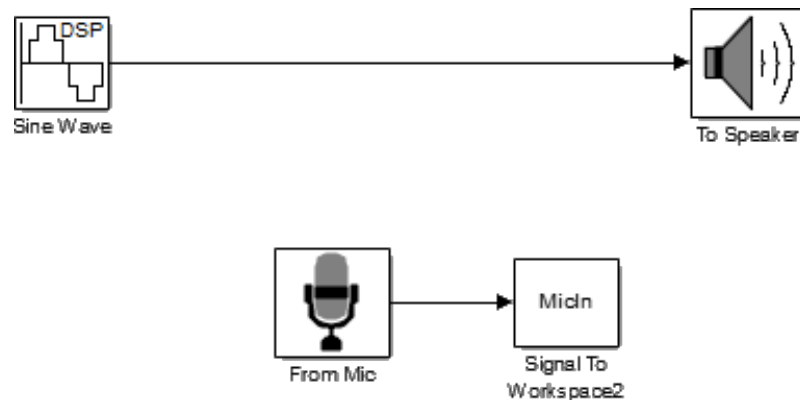 DSP
Sine Wave
To Speaker
MicIn
From Mic
Signal To
Workspace2